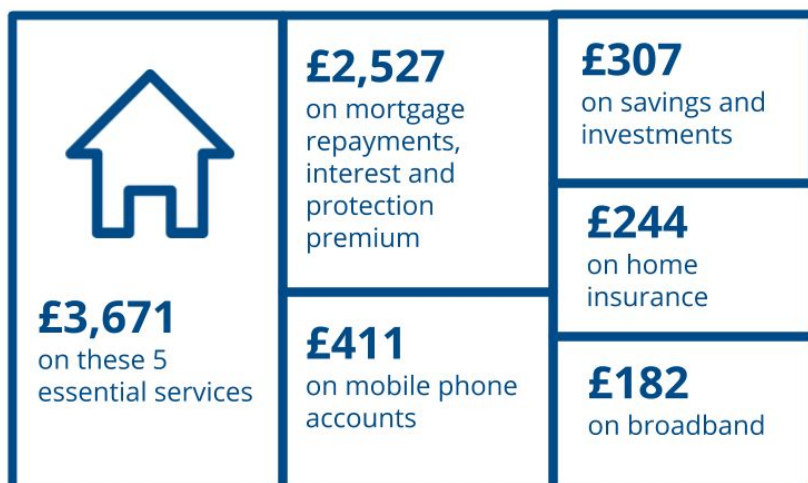 £3,671
on these 5
essential services
£2,527
on mortgage
repayments,
interest and
protection
premium
£411
on mobile phone
accounts
£307
on savings and
investments
£244
on home
insurance
£182
on broadband